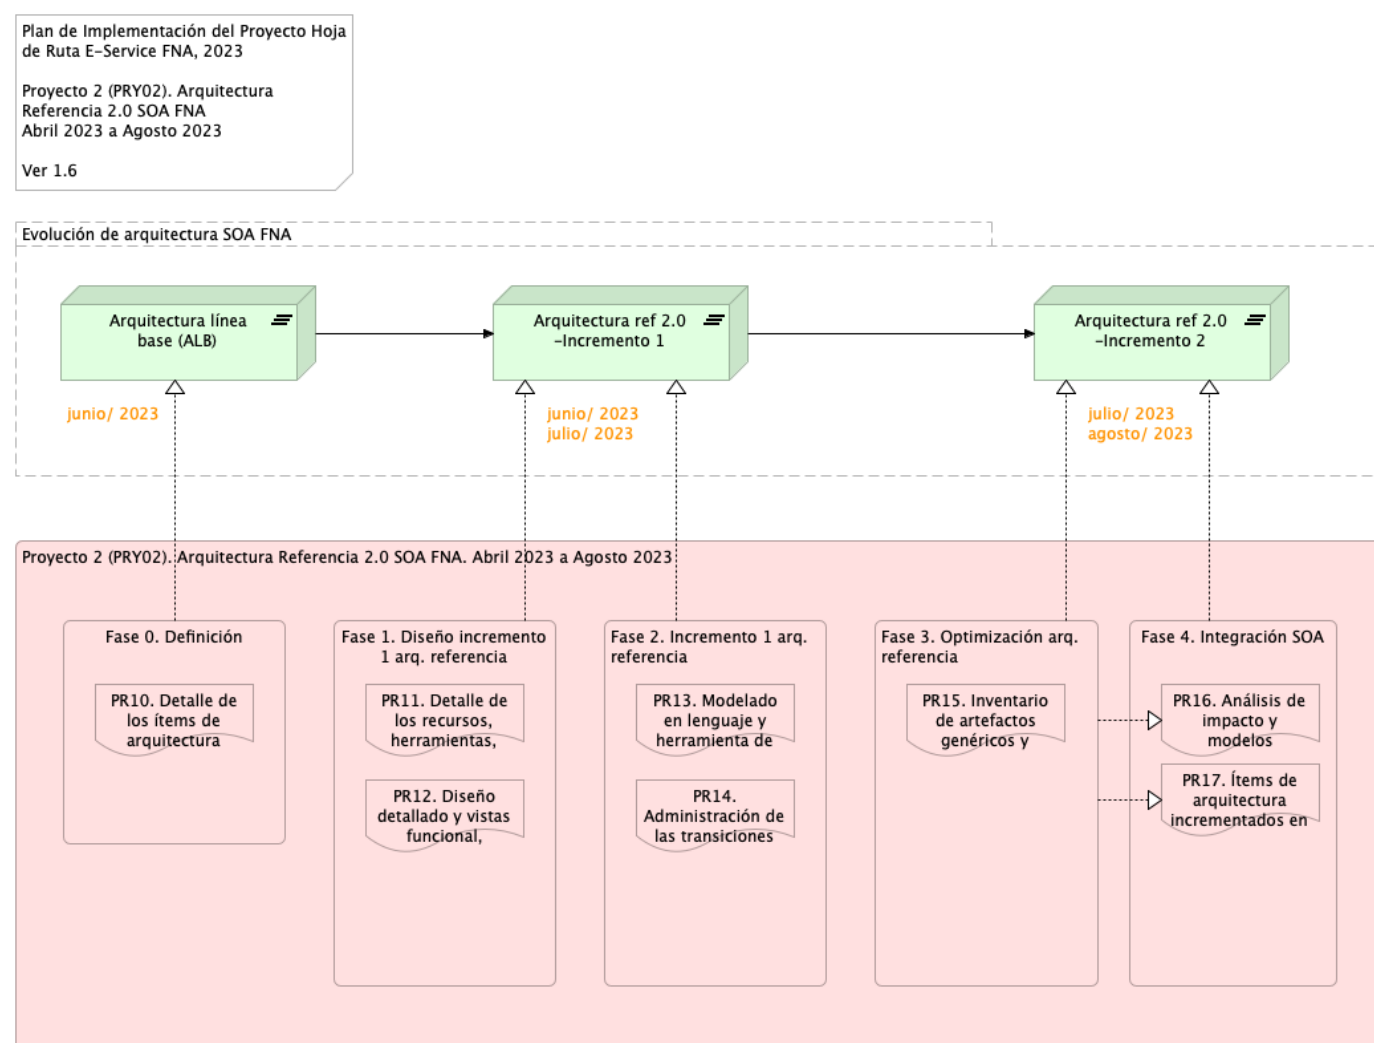 Plan de Implementación del Proyecto Hoja
de Ruta E-Service FNA, 2023
Proyecto 2 (PRY02). Arquitectura
Referencia 2.0 SOA FNA
Abril 2023 a Agosto 2023
Ver 1.6
Evolución de arquitectura SOA FNA
Arquitectura línea
base (ALB)
Arquitectura ref 2.0
-Incremento 1
Arquitectura ref 2.0
-Incremento 2
junio/ 2023
junio/ 2023
julio/ 2023
julio/ 2023
agosto/ 2023
Proyecto 2 (PRY02). Arquitectura Referencia 2.0 SOA FNA. Abril 2023 a Agosto 2023
Fase 0. Definición
PR10. Detalle de
los ítems de
arquitectura
Fase 1. Diseño incremento
1 arq. referencia
PR11. Detalle de
los recursos,
herramientas,
PR12. Diseño
detallado y vistas
funcional,
Fase 2. Incremento 1 arq.
referencia
PR13. Modelado
en lenguaje y
herramienta de
PR14.
Administración de
las transiciones
Fase 3. Optimización arq.
referencia
PR15. Inventario
de artefactos
genéricos y
Fase 4. Integración SOA
PR16. Análisis de
impacto y
modelos
PR17. Ítems de
arquitectura
incrementados en